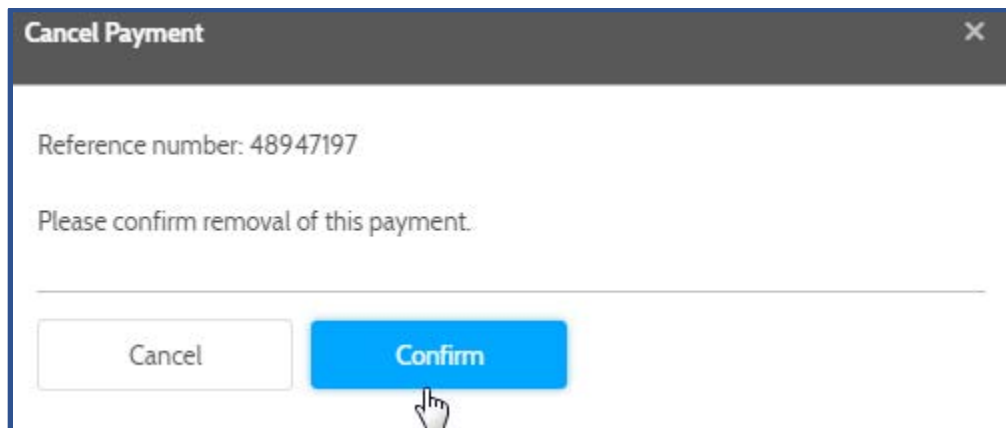 Cancel Payment ×
Reference number: 48947197
Please confirm removal of this payment.
Cancel Confirm